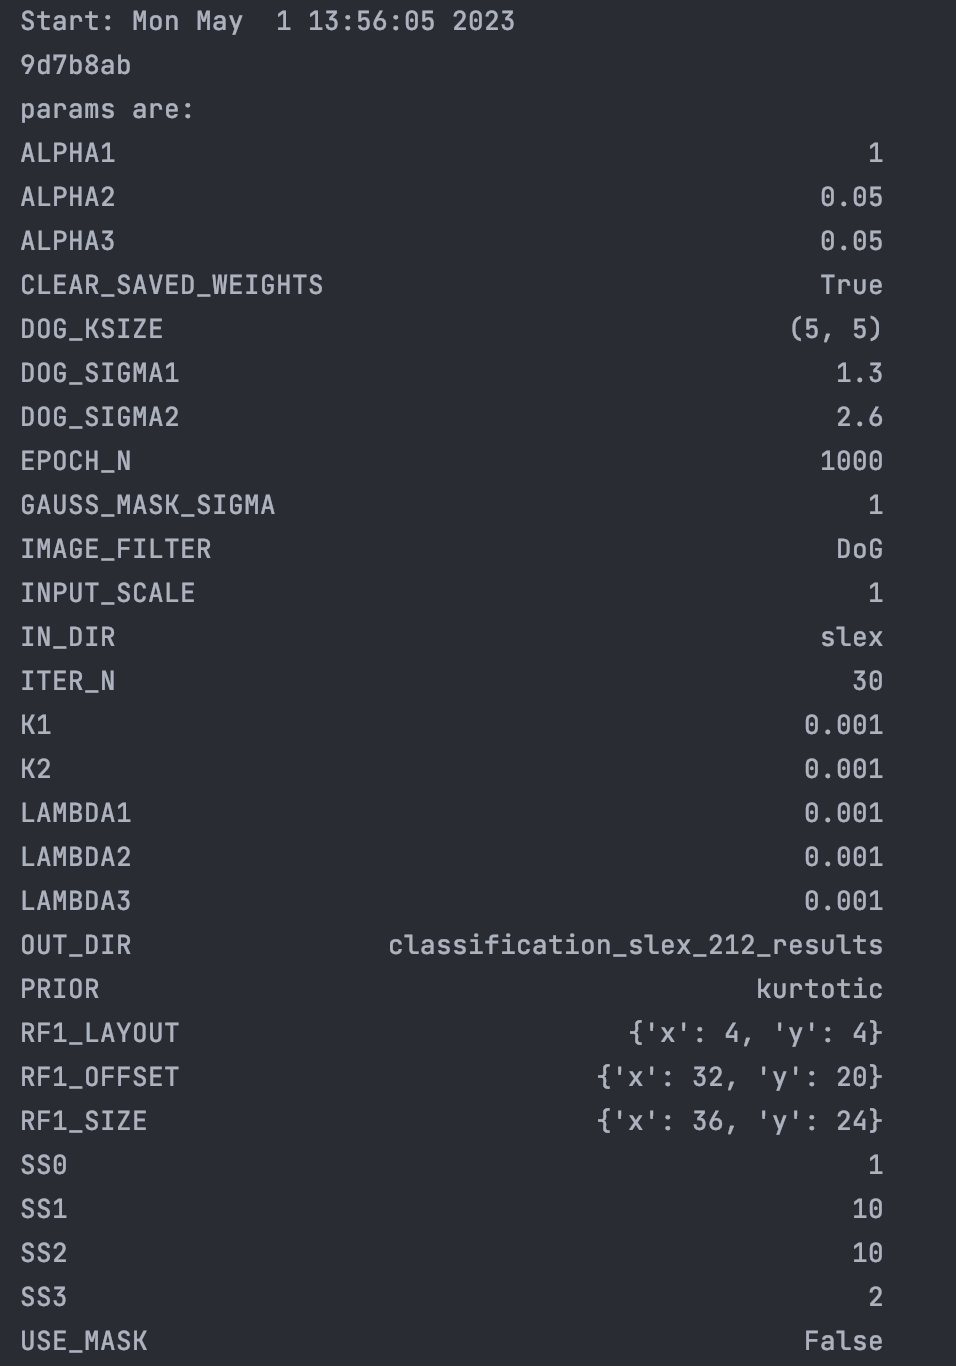 Start: Mon May  1 13:56:05 2023
9d7b8ab
params are:
ALPHA1 1
ALPHA2 0.05
ALPHA3 0.05
CLEAR_SAVED_WEIGHTS True
DOG_KSIZE (5, 5)
DOG_SIGMA1 1.3
DOG_SIGMA2 2.6
EPOCH_N 1000
GAUSS_MASK_SIGMA 1
IMAGE_FILTER DoG
INPUT_SCALE 1
IN_DIR slex
ITER_N 30
K1 0.001
K2 0.001
LAMBDA1 0.001
LAMBDA2 0.001
LAMBDA3 0.001
OUT_DIR classification_slex_212_results
PRIOR kurtotic
RF1_LAYOUT {'x': 4, 'y': 4}
RF1_OFFSET {'x': 32, 'y': 20}
RF1_SIZE {'x': 36, 'y': 24}
SS0 1
SS1 10
SS2 10
SS3 2
USE_MASK False